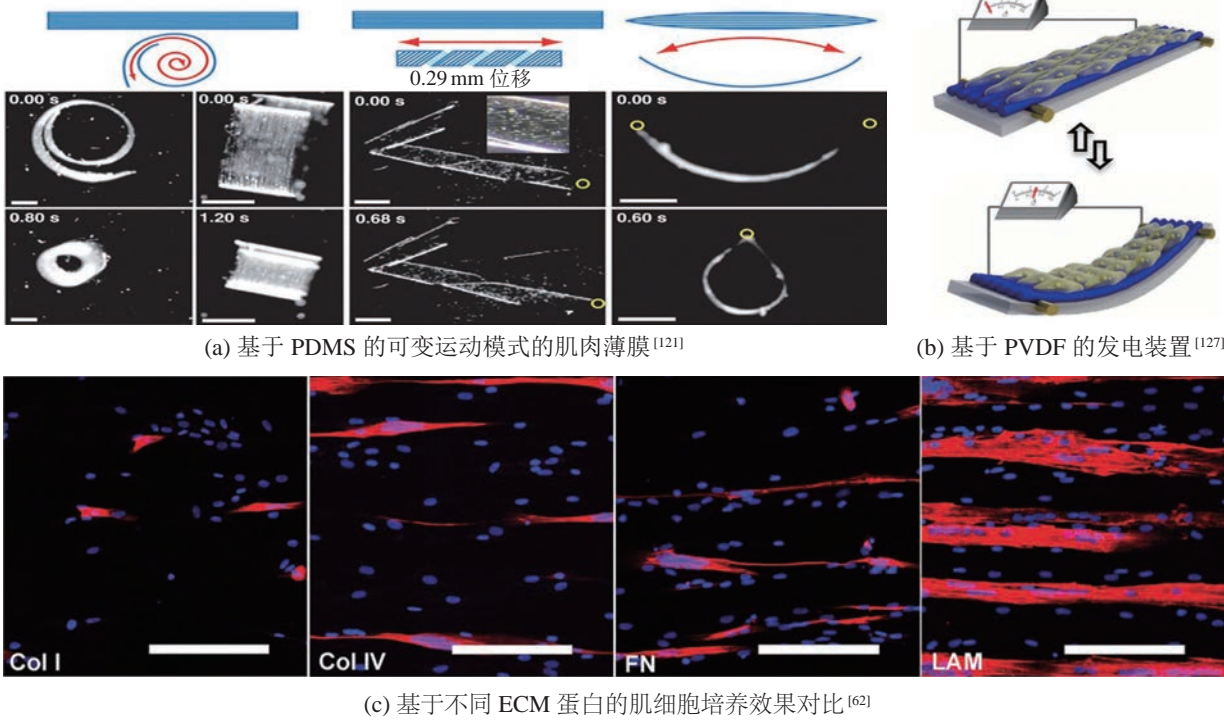 0.29 mm 位移
0.00 s
0.00 s
0.00 s
0.00 s
0.80 s
1.20 s
0.68 s
0.60 s
(a) 基于 PDMS 的可变运动模式的肌肉薄膜[121]
(b) 基于 PVDF 的发电装置[127]
Col I
Col IV
FN
LAM
(c) 基于不同 ECM 蛋白的肌细胞培养效果对比[62]